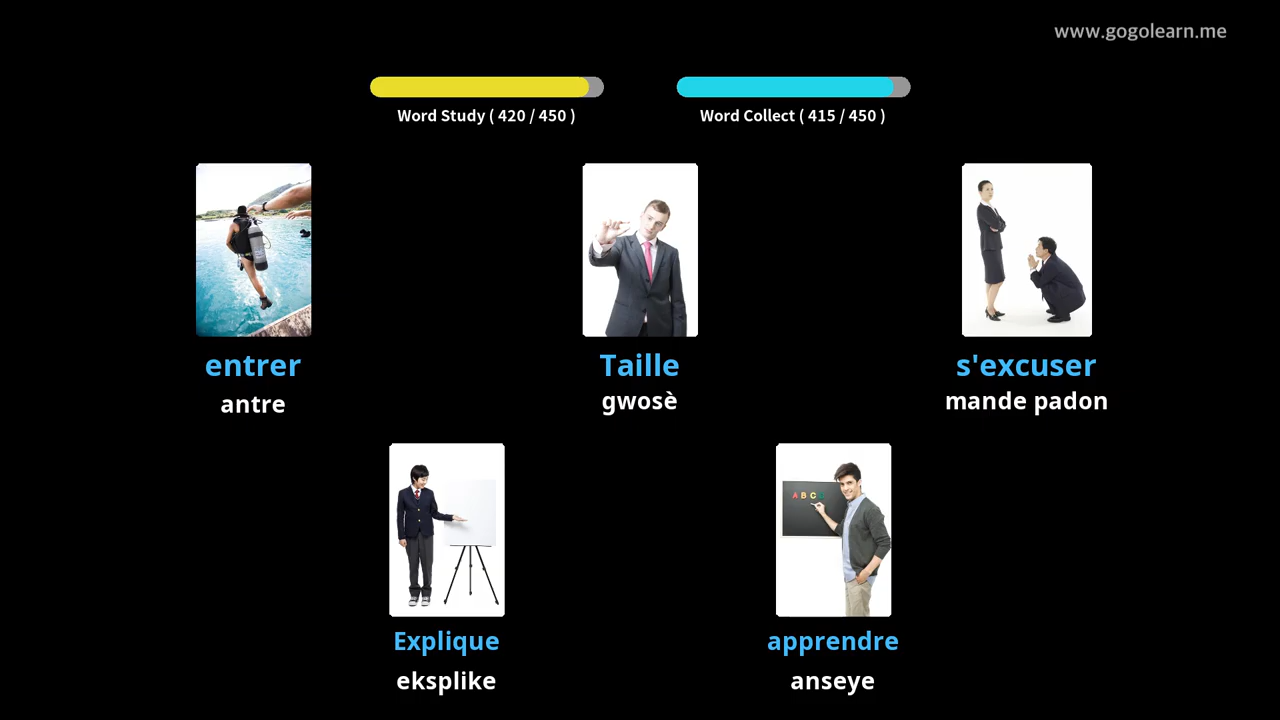 www.gogolearn.me
Word Study ( 420 / 450 )
Word Collect ( 415 / 450 )
entrer
antre
Taille
gwosè
s'excuser
mande padon
A B C
Explique
eksplike
apprendre
anseye